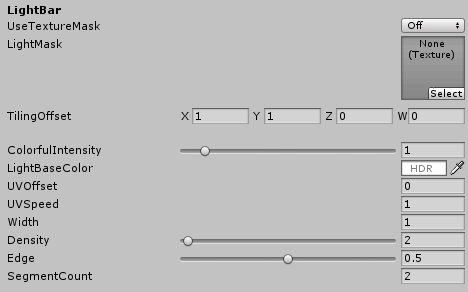 LightBar
UseTextureMask Off
LightMask None
(Texture)
Select
TilingOffset X 1 Y 1 Z 0 W 0
ColorfulIntensity 1
LightBaseColor HDR
UVOffset 0
UVSpeed 1
Width 1
Density 2
Edge 0.5
SegmentCount 2